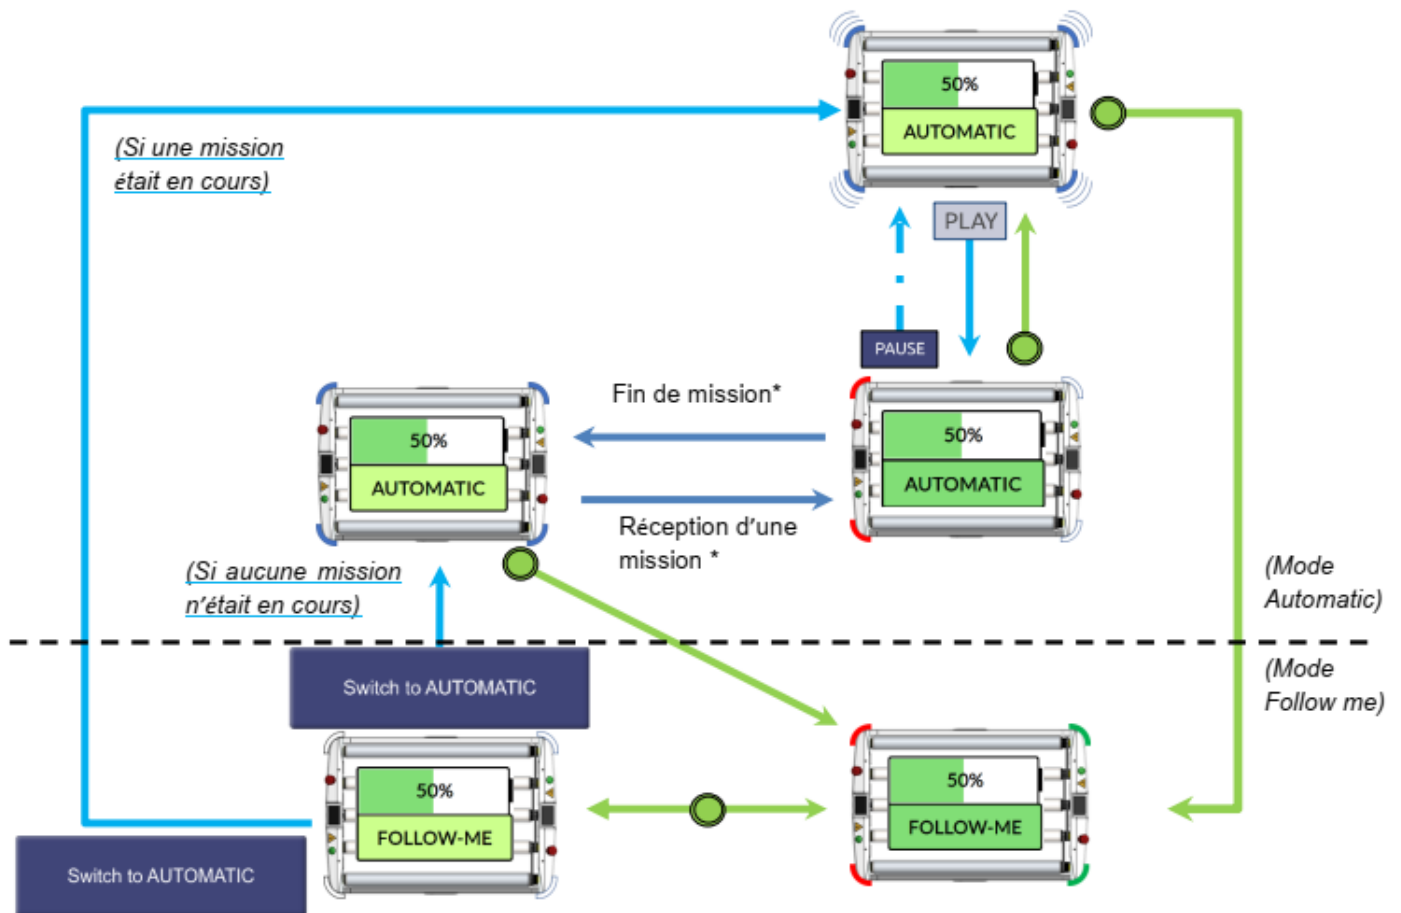 50%
AUTOMATIC
(Si une mission
était en cours)
PLAY
PAUSE
Fin de mission*
50%
AUTOMATIC
50%
AUTOMATIC
Réception d'une
mission *
(Si aucune mission
n'était en cours)
(Mode
Automatic)
(Mode
Follow me)
Switch to AUTOMATIC
50%
FOLLOW-ME
50%
FOLLOW-ME
Switch to AUTOMATIC